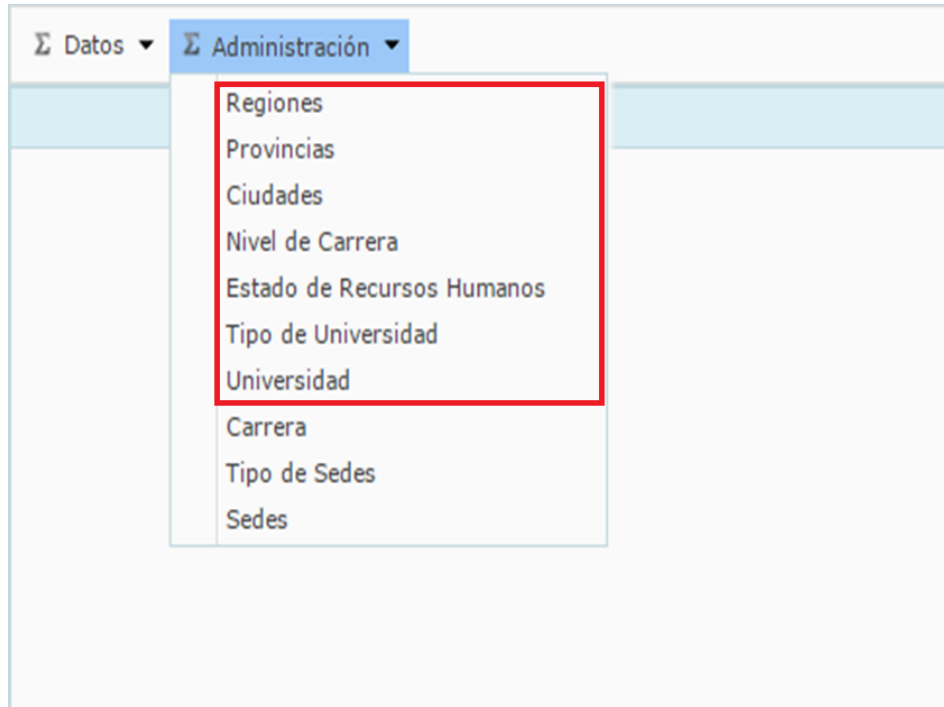 Σ Datos ▼ Σ Administración ▼
Regiones
Provincias
Ciudades
Nivel de Carrera
Estado de Recursos Humanos
Tipo de Universidad
Universidad
Carrera
Tipo de Sedes
Sedes